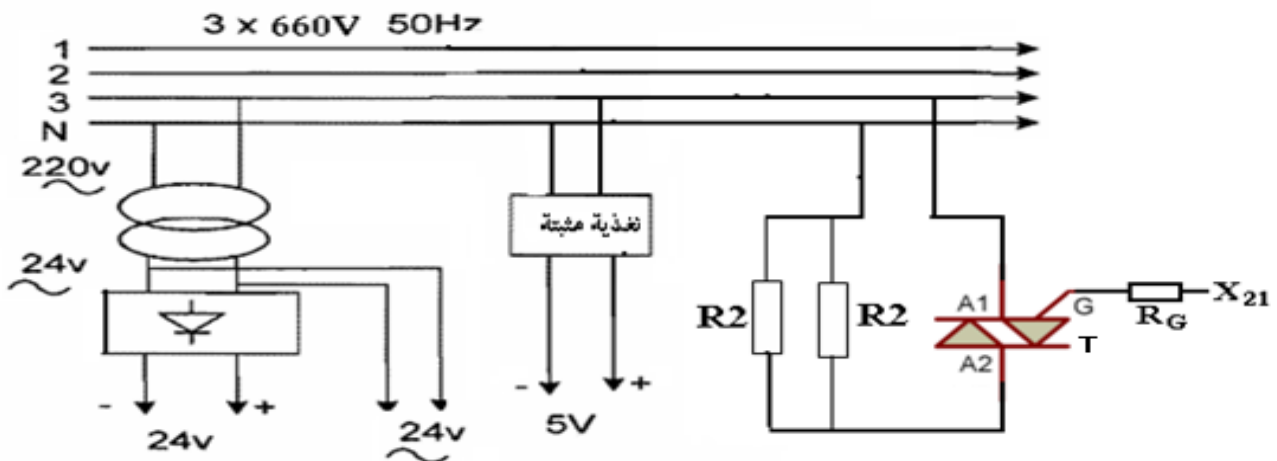 3 x 660V 50Hz
1
2
3
N
220v
~
24v
~
- +
24v
24v
~
تغذية مثبتة
- +
5V
R2
R2
A1
G
A2
T
RG
X21